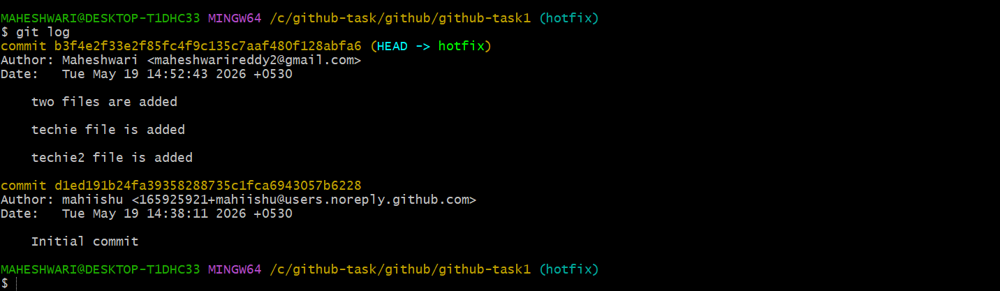 MAHESHWARI@DESKTOP-T1DHC33 MINGW64 /c/github-task/github/github-task1 (hotfix)
$ git log
commit b3f4e2f33e2f85fc4f9c135c7aaf480f128abfa6 (HEAD -> hotfix)
Author: Maheshwari <maheshwarireddy2@gmail.com>
Date:   Tue May 19 14:52:43 2026 +0530
    two files are added
    techie file is added
    techie2 file is added
commit d1ed191b24fa39358288735c1fca6943057b6228
Author: mahiishu <165925921+mahiishu@users.noreply.github.com>
Date:   Tue May 19 14:38:11 2026 +0530
    Initial commit
MAHESHWARI@DESKTOP-T1DHC33 MINGW64 /c/github-task/github/github-task1 (hotfix)
$